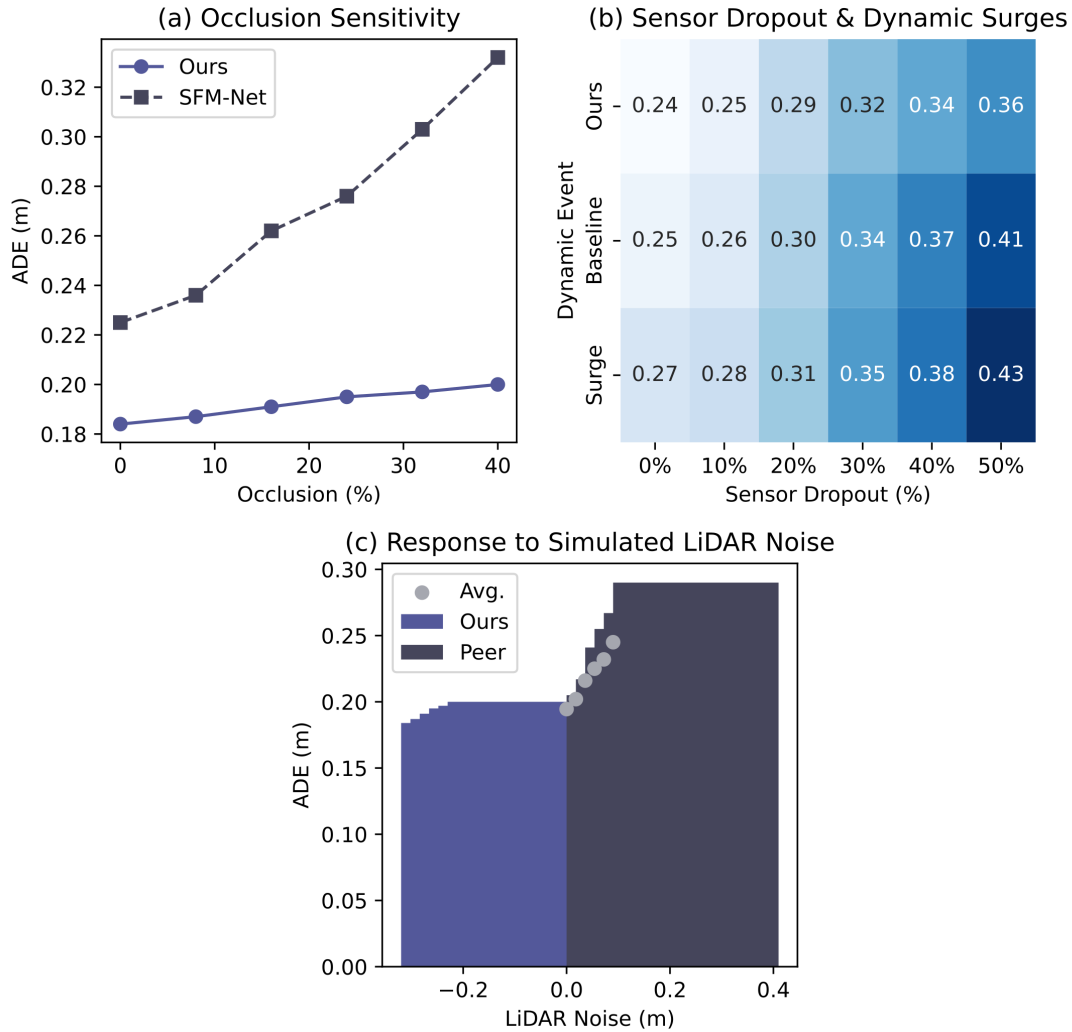 (a) Occlusion Sensitivity
Ours
SFM-Net
0.32
0.30
0.28
0.26
0.24
0.22
0.20
0.18
ADE (m)
0
10
20
30
40
Occlusion (%)
(b) Sensor Dropout & Dynamic Surges
Dynamic Event
Ours
0.24 0.25 0.29 0.32 0.34 0.36
Baseline
0.25 0.26 0.30 0.34 0.37 0.41
Surge
0.27 0.28 0.31 0.35 0.38 0.43
0% 10% 20% 30% 40% 50%
Sensor Dropout (%)
(c) Response to Simulated LiDAR Noise
Avg.
Ours
Peer
0.30
0.25
0.20
0.15
0.10
0.05
0.00
ADE (m)
−0.2
0.0
0.2
0.4
LiDAR Noise (m)